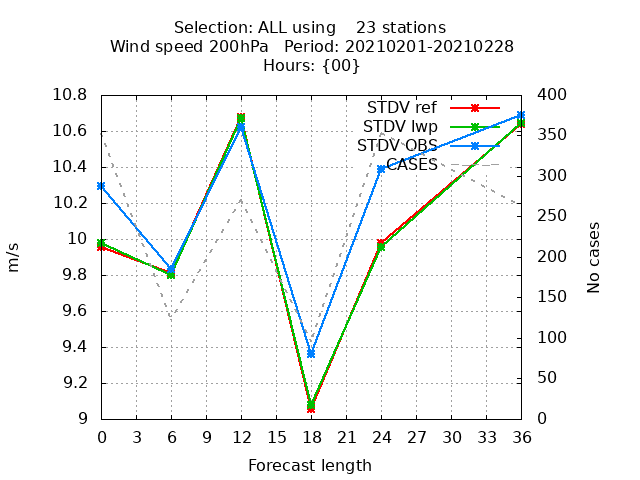 Selection: ALL using    23 stations
Wind speed 200hPa   Period: 20210201-20210228
Hours: {00}
10.8
10.6
10.4
10.2
10
9.8
9.6
9.4
9.2
9
m/s
400
350
300
250
200
150
100
50
0
No cases
STDV ref
STDV lwp
STDV OBS
CASES
0 3 6 9 12 15 18 21 24 27 30 33 36
Forecast length